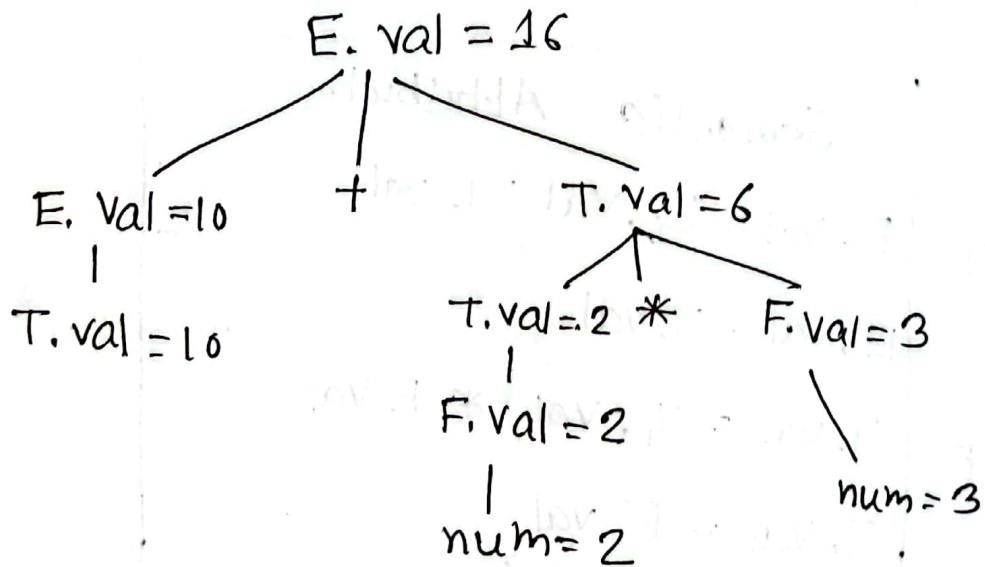 E. val = 16
E. Val =10 + T. val =6
T. val =10 T. val = 2 * F. val = 3
F. val = 2
num = 3
num= 2